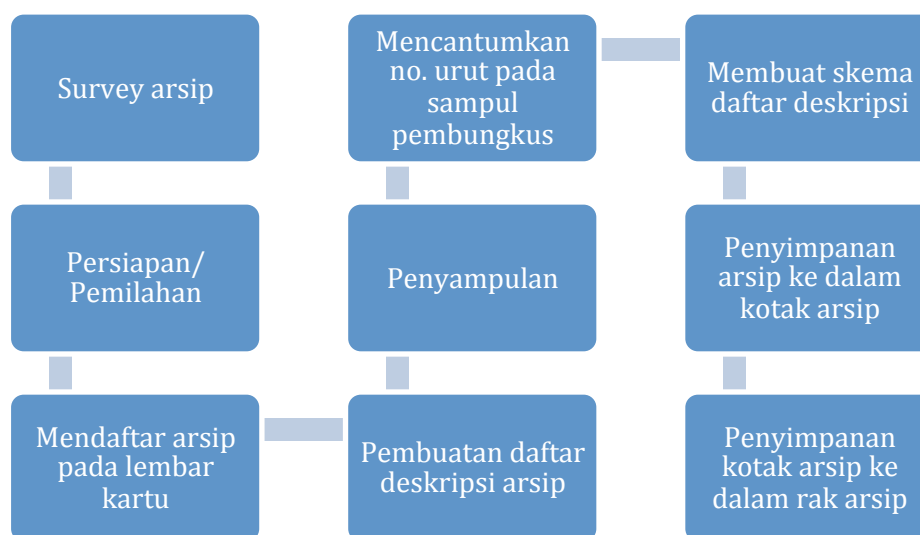 Survey arsip
Persiapan/
Pemilahan
Mendaftar arsip
pada lembar
kartu
Pembuatan daftar
deskripsi arsip
Penyampulan
Mencantumkan
no. urut pada
sampul
pembungkus
Membuat skema
daftar deskripsi
Penyimpanan
arsip ke dalam
kotak arsip
Penyimpanan
kotak arsip ke
dalam rak arsip